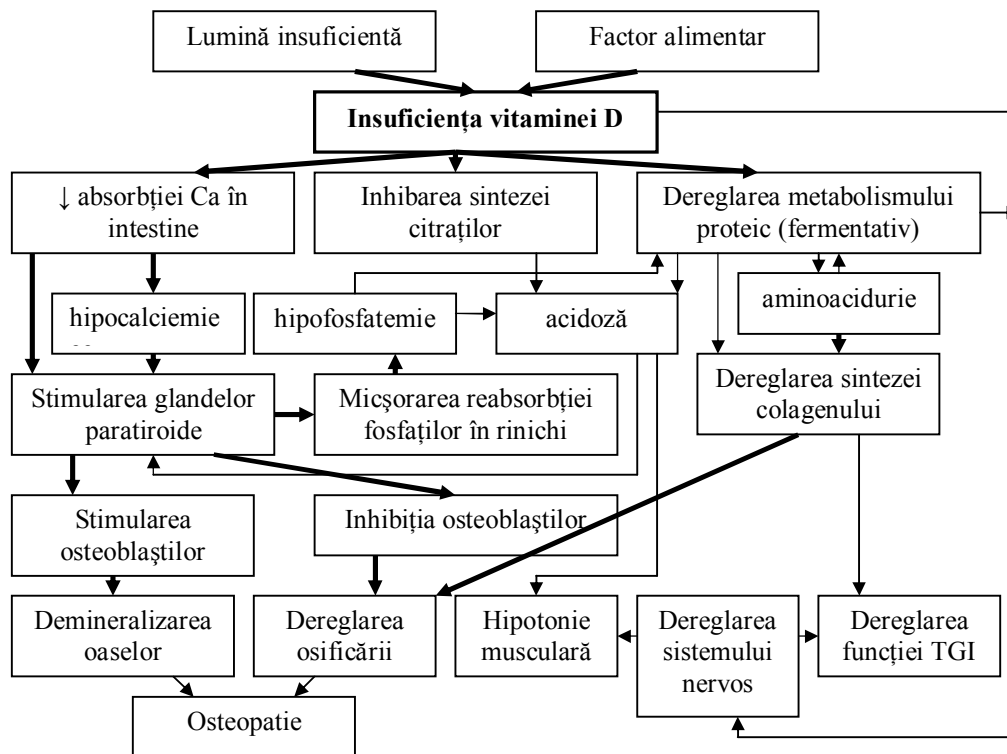 Lumină insuficientă
Factor alimentar
Insuficiența vitaminei D
↓ absorbției Ca în
intestine
Inhibarea sintezei
citraților
Dereglarea metabolismului
proteic (fermentativ)
hipocalciemie
hipofosfatemie
acidoză
aminoacidurie
Stimularea glandelor
paratiroide
Micşorarea reabsorbției
fosfaților în rinichi
Dereglarea sintezei
colagenului
Stimularea
osteoblaştilor
Inhibiția osteoblaştilor
Demineralizarea
oaselor
Dereglarea
osificării
Hipotonie
musculară
Dereglarea
sistemului
nervos
Dereglarea
funcției TGI
Osteopatie